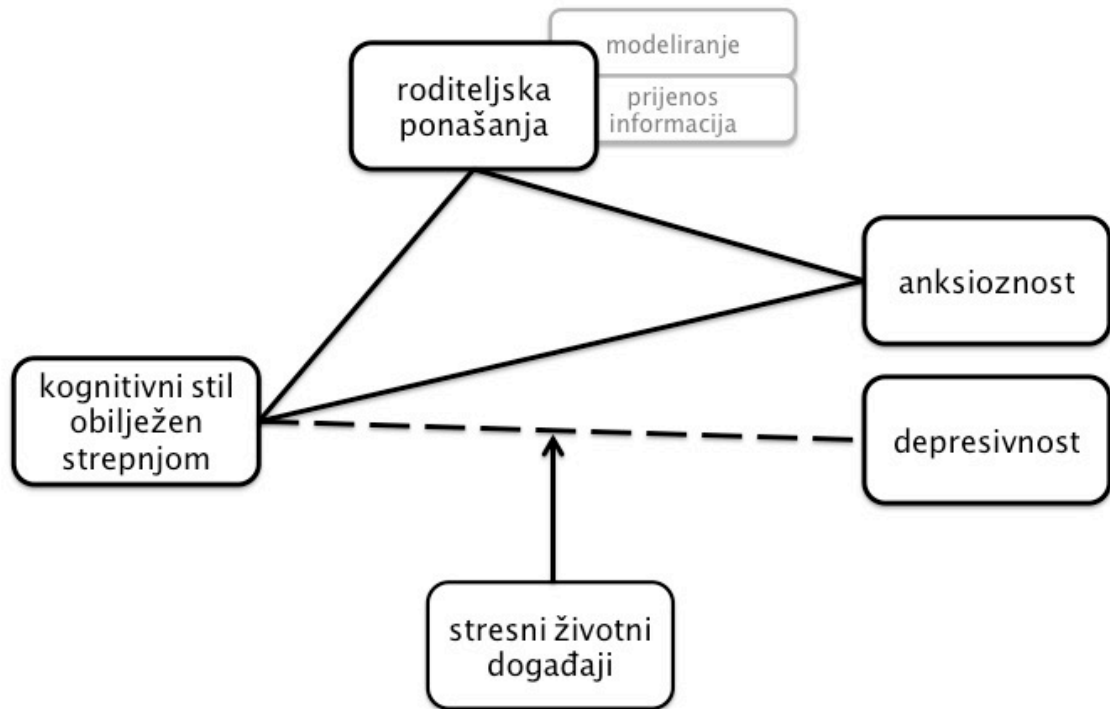 modeliranje
roditeljska
ponašanja
prijenos
informacija
anksioznost
kognitivni stil
obilježen
strepnjom
depresivnost
stresni životni
događaji